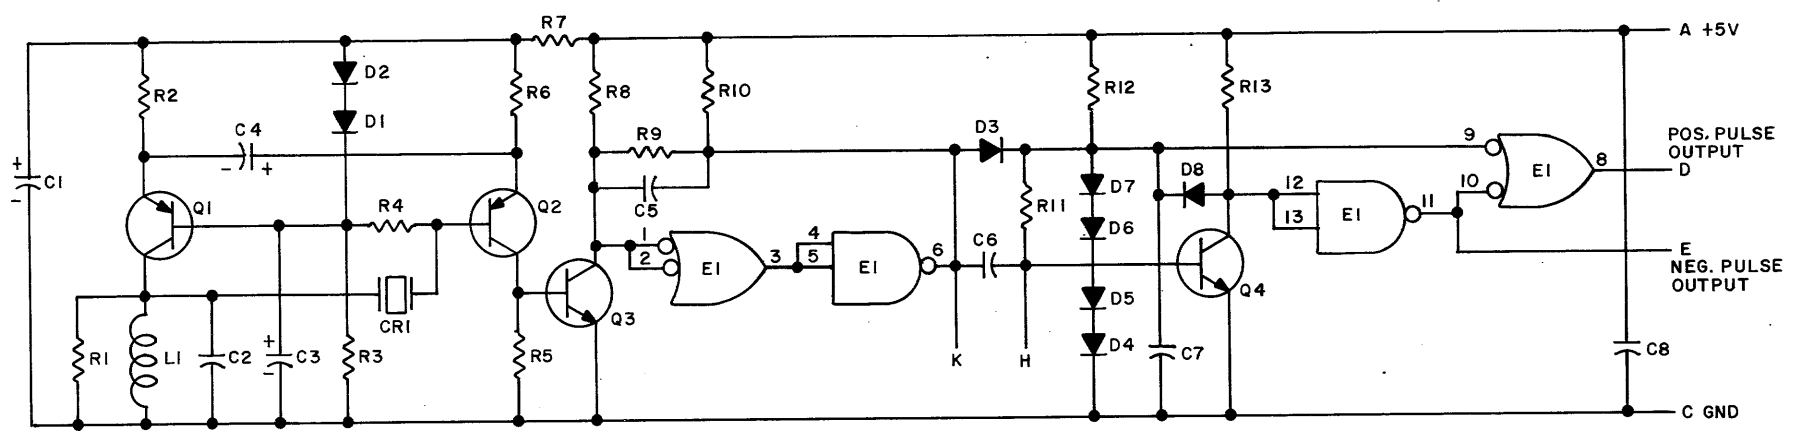 R7
A +5V
D2
R2
R6
R8
R10
R12
R13
D1
C4
- +
R9
D3
9
POS. PULSE
OUTPUT
8
D
+
C1
-
C5
D7
D8
12
10
E1
Q1
R4
Q2
R11
D6
13
E1
11
1
2
E1
3
4
5
E1
6
C6
E
NEG. PULSE
OUTPUT
Q3
D5
Q4
CR1
R1
L1
C2
+
C3
-
R3
R5
K
H
D4
C7
C8
C GND